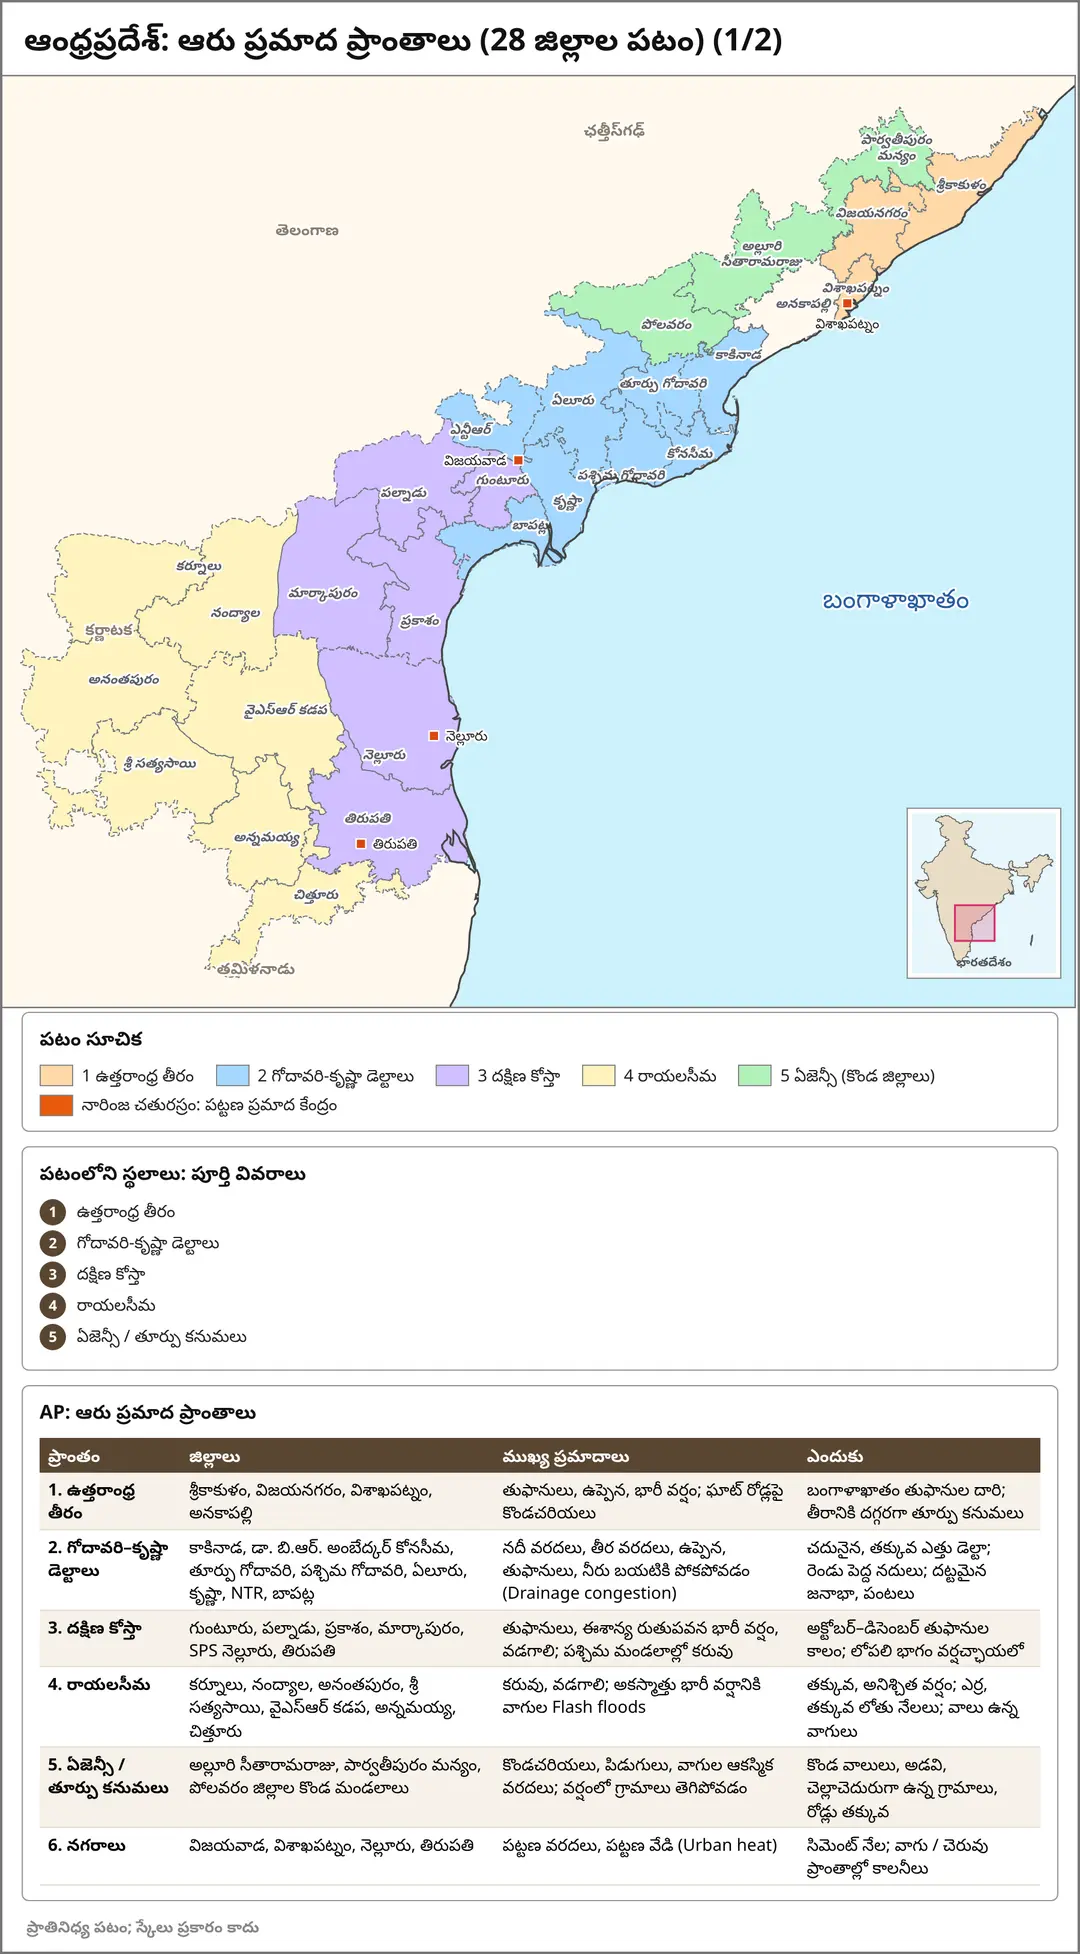 ఆంధ్రప్రదేశ్: ఆరు ప్రమాద ప్రాంతాలు (28 జిల్లాల పటం) (1/2)
ఛత్తీస్‌గఢ్
పార్వతీపురం
మన్యం
శ్రీకాకుళం
విజయనగరం
తెలంగాణ
అల్లూరి
సీతారామరాజు
విశాఖపట్నం
అనకాపల్లి
విశాఖపట్నం
పోలవరం
కాకినాడ
తూర్పు గోదావరి
ఏలూరు
ఎన్టీఆర్
కోనసీమ
విజయవాడ
పశ్చిమ గోదావరి
గుంటూరు
పల్నాడు
కృష్ణా
బాపట్ల
కర్నూలు
మార్కాపురం
బంగాళాఖాతం
నంద్యాల
ప్రకాశం
కర్ణాటక
అనంతపురం
వైఎస్ఆర్ కడప
నెల్లూరు
నెల్లూరు
శ్రీ సత్యసాయి
తిరుపతి
అన్నమయ్య
తిరుపతి
చిత్తూరు
తమిళనాడు
భారతదేశం
పటం సూచిక
1 ఉత్తరాంధ్ర తీరం
2 గోదావరి-కృష్ణా డెల్టాలు
3 దక్షిణ కోస్తా
4 రాయలసీమ
5 ఏజెన్సీ (కొండ జిల్లాలు)
నారింజ చతురస్రం: పట్టణ ప్రమాద కేంద్రం
పటంలోని స్థలాలు: పూర్తి వివరాలు
1 ఉత్తరాంధ్ర తీరం
2 గోదావరి-కృష్ణా డెల్టాలు
3 దక్షిణ కోస్తా
4 రాయలసీమ
5 ఏజెన్సీ / తూర్పు కనుమలు
AP: ఆరు ప్రమాద ప్రాంతాలు
ప్రాంతం
జిల్లాలు
ముఖ్య ప్రమాదాలు
ఎందుకు
1. ఉత్తరాంధ్ర
తీరం
శ్రీకాకుళం, విజయనగరం, విశాఖపట్నం,
అనకాపల్లి
తుఫానులు, ఉప్పెన, భారీ వర్షం; ఘాట్ రోడ్లపై
కొండచరియలు
బంగాళాఖాతం తుఫానుల దారి;
తీరానికి దగ్గరగా తూర్పు కనుమలు
2. గోదావరి–కృష్ణా
డెల్టాలు
కాకినాడ, డా. బి.ఆర్. అంబేద్కర్ కోనసీమ,
తూర్పు గోదావరి, పశ్చిమ గోదావరి, ఏలూరు,
కృష్ణా, NTR, బాపట్ల
నదీ వరదలు, తీర వరదలు, ఉప్పెన,
తుఫానులు, నీరు బయటికి పోకపోవడం
(Drainage congestion)
చదునైన, తక్కువ ఎత్తు డెల్టా;
రెండు పెద్ద నదులు; దట్టమైన
జనాభా, పంటలు
3. దక్షిణ కోస్తా
గుంటూరు, పల్నాడు, ప్రకాశం, మార్కాపురం,
SPS నెల్లూరు, తిరుపతి
తుఫానులు, ఈశాన్య రుతుపవన భారీ వర్షం,
వడగాలి; పశ్చిమ మండలాల్లో కరువు
అక్టోబర్–డిసెంబర్ తుఫానుల
కాలం; లోపలి భాగం వర్షచ్ఛాయలో
4. రాయలసీమ
కర్నూలు, నంద్యాల, అనంతపురం, శ్రీ
సత్యసాయి, వైఎస్ఆర్ కడప, అన్నమయ్య,
చిత్తూరు
కరువు, వడగాలి; అకస్మాత్తు భారీ వర్షానికి
వాగుల Flash floods
తక్కువ, అనిశ్చిత వర్షం; ఎర్ర,
తక్కువ లోతు నేలలు; వాలు ఉన్న
వాగులు
5. ఏజెన్సీ /
తూర్పు కనుమలు
అల్లూరి సీతారామరాజు, పార్వతీపురం మన్యం,
పోలవరం జిల్లాల కొండ మండలాలు
కొండచరియలు, పిడుగులు, వాగుల ఆకస్మిక
వరదలు; వర్షంలో గ్రామాలు తెగిపోవడం
కొండ వాలులు, అడవి,
చెల్లాచెదురుగా ఉన్న గ్రామాలు,
రోడ్లు తక్కువ
6. నగరాలు
విజయవాడ, విశాఖపట్నం, నెల్లూరు, తిరుపతి
పట్టణ వరదలు, పట్టణ వేడి (Urban heat)
సిమెంట్ నేల; వాగు / చెరువు
ప్రాంతాల్లో కాలనీలు
ప్రాతినిధ్య పటం; స్కేలు ప్రకారం కాదు